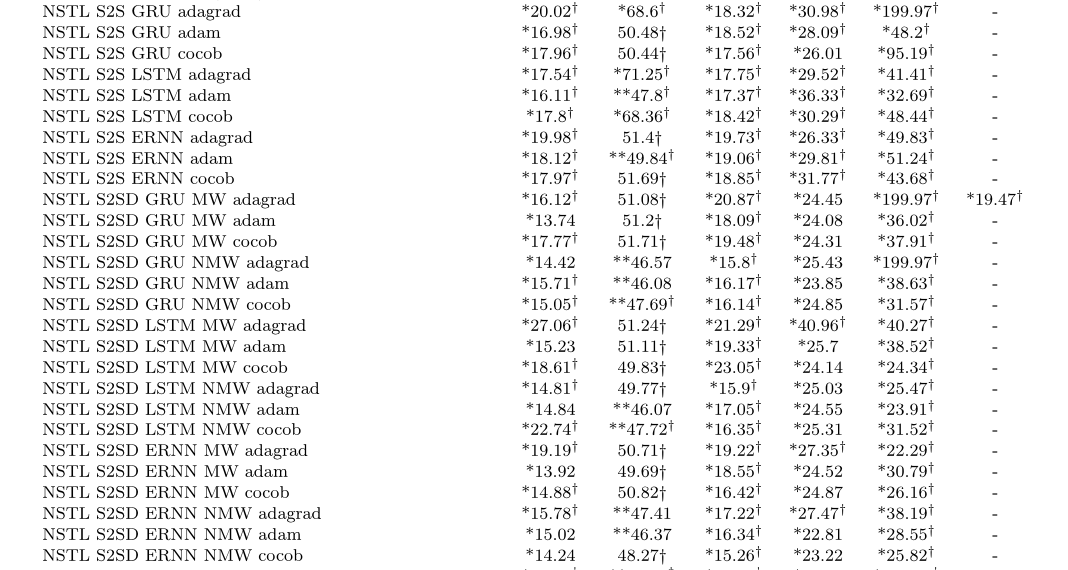 NSTL S2S GRU adagrad *20.02† *68.6† *18.32† *30.98† *199.97† -
NSTL S2S GRU adam *16.98† 50.48† *18.52† *28.09† *48.2† -
NSTL S2S GRU cocob *17.96† 50.44† *17.56† *26.01 *95.19† -
NSTL S2S LSTM adagrad *17.54† *71.25† *17.75† *29.52† *41.41† -
NSTL S2S LSTM adam *16.11† **47.8† *17.37† *36.33† *32.69† -
NSTL S2S LSTM cocob *17.8† *68.36† *18.42† *30.29† *48.44† -
NSTL S2S ERNN adagrad *19.98† 51.4† *19.73† *26.33† *49.83† -
NSTL S2S ERNN adam *18.12† **49.84† *19.06† *29.81† *51.24† -
NSTL S2S ERNN cocob *17.97† 51.69† *18.85† *31.77† *43.68† -
NSTL S2SD GRU MW adagrad *16.12† 51.08† *20.87† *24.45 *199.97† *19.47†
NSTL S2SD GRU MW adam *13.74 51.2† *18.09† *24.08 *36.02† -
NSTL S2SD GRU MW cocob *17.77† 51.71† *19.48† *24.31 *37.91† -
NSTL S2SD GRU NMW adagrad *14.42 **46.57 *15.8† *25.43 *199.97† -
NSTL S2SD GRU NMW adam *15.71† **46.08 *16.17† *23.85 *38.63† -
NSTL S2SD GRU NMW cocob *15.05† **47.69† *16.14† *24.85 *31.57† -
NSTL S2SD LSTM MW adagrad *27.06† 51.24† *21.29† *40.96† *40.27† -
NSTL S2SD LSTM MW adam *15.23 51.11† *19.33† *25.7 *38.52† -
NSTL S2SD LSTM MW cocob *18.61† 49.83† *23.05† *24.14 *24.34† -
NSTL S2SD LSTM NMW adagrad *14.81† 49.77† *15.9† *25.03 *25.47† -
NSTL S2SD LSTM NMW adam *14.84 **46.07 *17.05† *24.55 *23.91† -
NSTL S2SD LSTM NMW cocob *22.74† **47.72† *16.35† *25.31 *31.52† -
NSTL S2SD ERNN MW adagrad *19.19† 50.71† *19.22† *27.35† *22.29† -
NSTL S2SD ERNN MW adam *13.92 49.69† *18.55† *24.52 *30.79† -
NSTL S2SD ERNN MW cocob *14.88† 50.82† *16.42† *24.87 *26.16† -
NSTL S2SD ERNN NMW adagrad *15.78† **47.41 *17.22† *27.47† *38.19† -
NSTL S2SD ERNN NMW adam *15.02 **46.37 *16.34† *22.81 *28.55† -
NSTL S2SD ERNN NMW cocob *14.24 48.27† *15.26† *23.22 *25.82† -